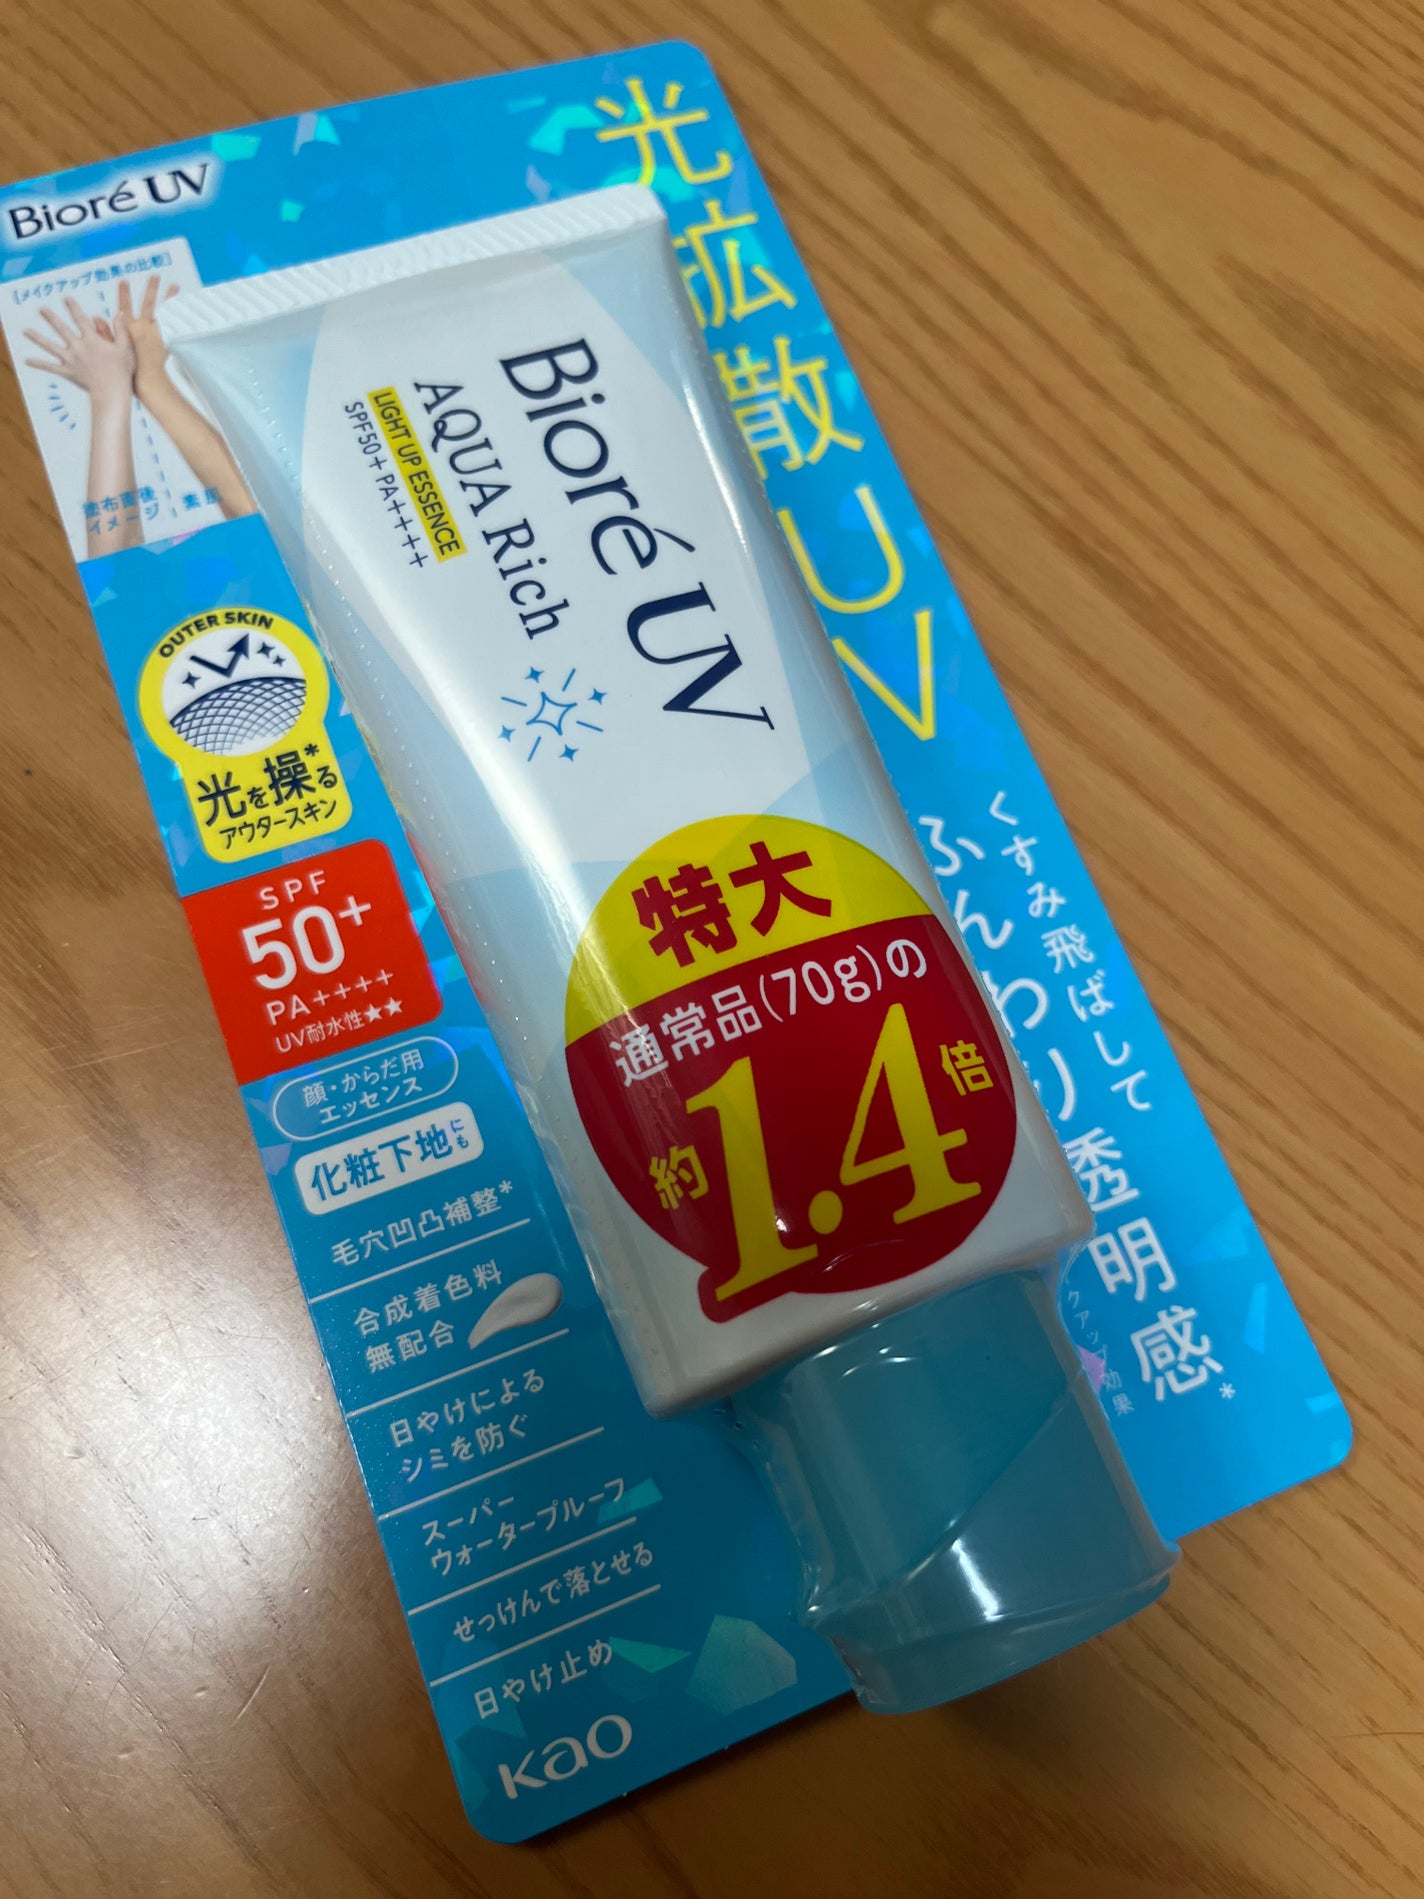 Bioré UV
[メイクアップ効果の比較]
塗布直後
イメージ
素肌
光拡散UV
くすみ飛ばして
ふんわり透明感*
Bioré UV
AQUA Rich
LIGHT UP ESSENCE
SPF50+ PA++++
OUTER SKIN
光を操る*
アウタースキン
SPF
50+
PA++++
UV耐水性★★
顔・からだ用
エッセンス
化粧下地にも
毛穴凹凸補整*
合成着色料
無配合
日やけによる
シミを防ぐ
スーパー
ウォータープルーフ
せっけんで落とせる
日やけ止め
Kao
特大
通常品(70g)の
約1.4倍